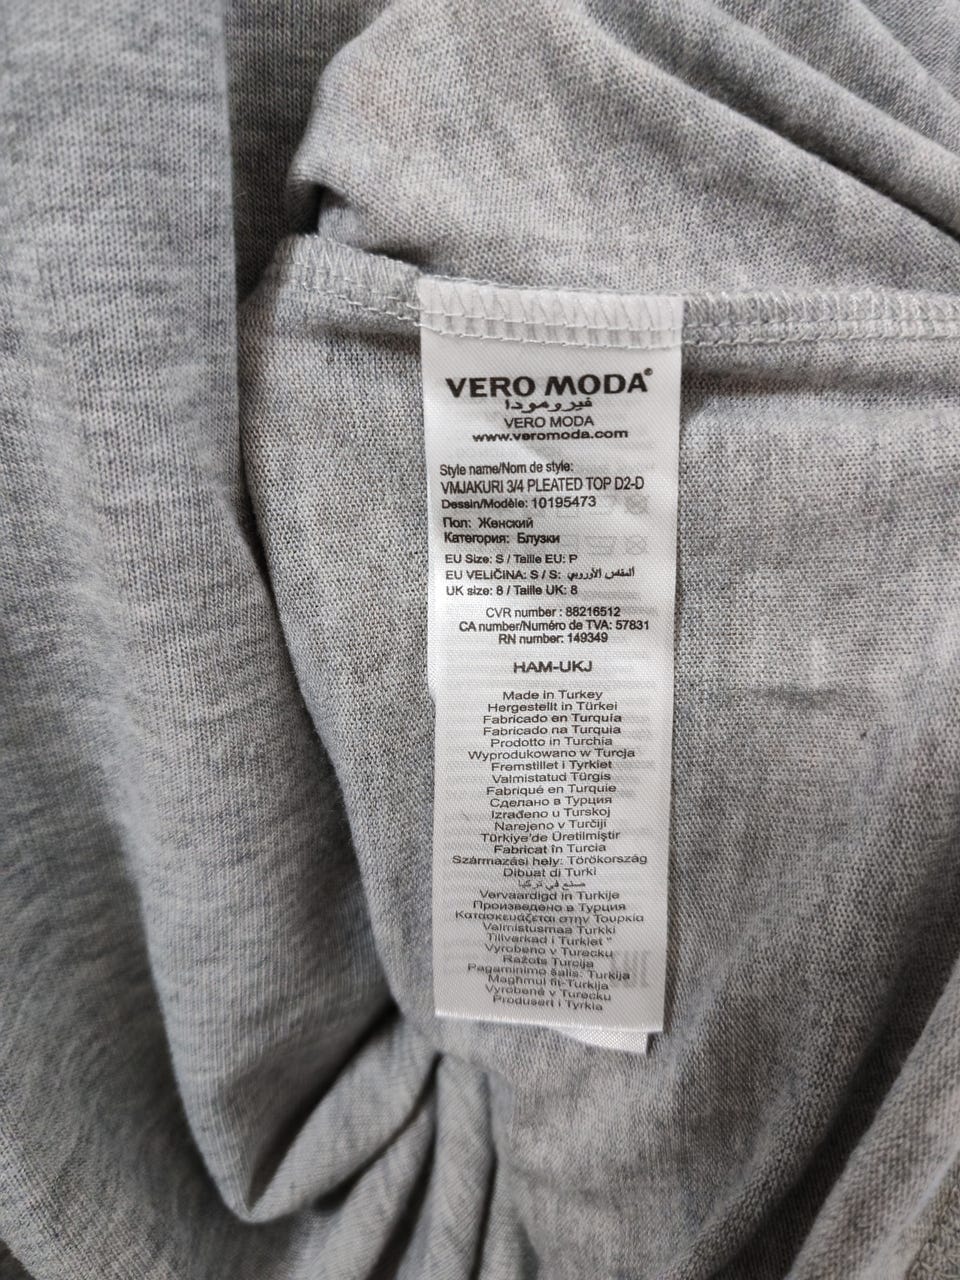 VERO MODA®
فيرومودا
VERO MODA
www.veromoda.com
Style name/Nom de style:
VMJAKURI 3/4 PLEATED TOP D2-D
Dessin/Modèle: 10195473
Пол: Женский
Категория: Блузки
EU Size: S / Taille EU: P
EU VELIČINA: S / S: المقاس الأوروبي
UK size: 8 / Taille UK: 8
CVR number : 88216512
CA number/Numéro de TVA: 57831
RN number: 149349
HAM-UKJ
Made in Turkey
Hergestellt in Türkei
Fabricado en Turquía
Fabricado na Turquia
Prodotto in Turchia
Wyprodukowano w Turcja
Fremstillet i Tyrkiet
Valmistatud Türgis
Fabriqué en Turquie
Сделано в Турция
Izrađeno u Turskoj
Narejeno v Turčiji
Türkiye'de Üretilmiştir
Fabricat în Turcia
Származási hely: Törökország
Dibuat di Turki
صنع في تركيا
Vervaardigd in Turkije
Произведено в Турция
Κατασκευάζεται στην Τουρκία
Valmistusmaa Turkki
Tillverkad i Turkiet "
Vyrobeno v Turecku
Ražots Turcija
Pagaminimo šalis: Turkija
Maghmul fit-Turkija
Vyrobené v Turecku
Produsert i Tyrkia